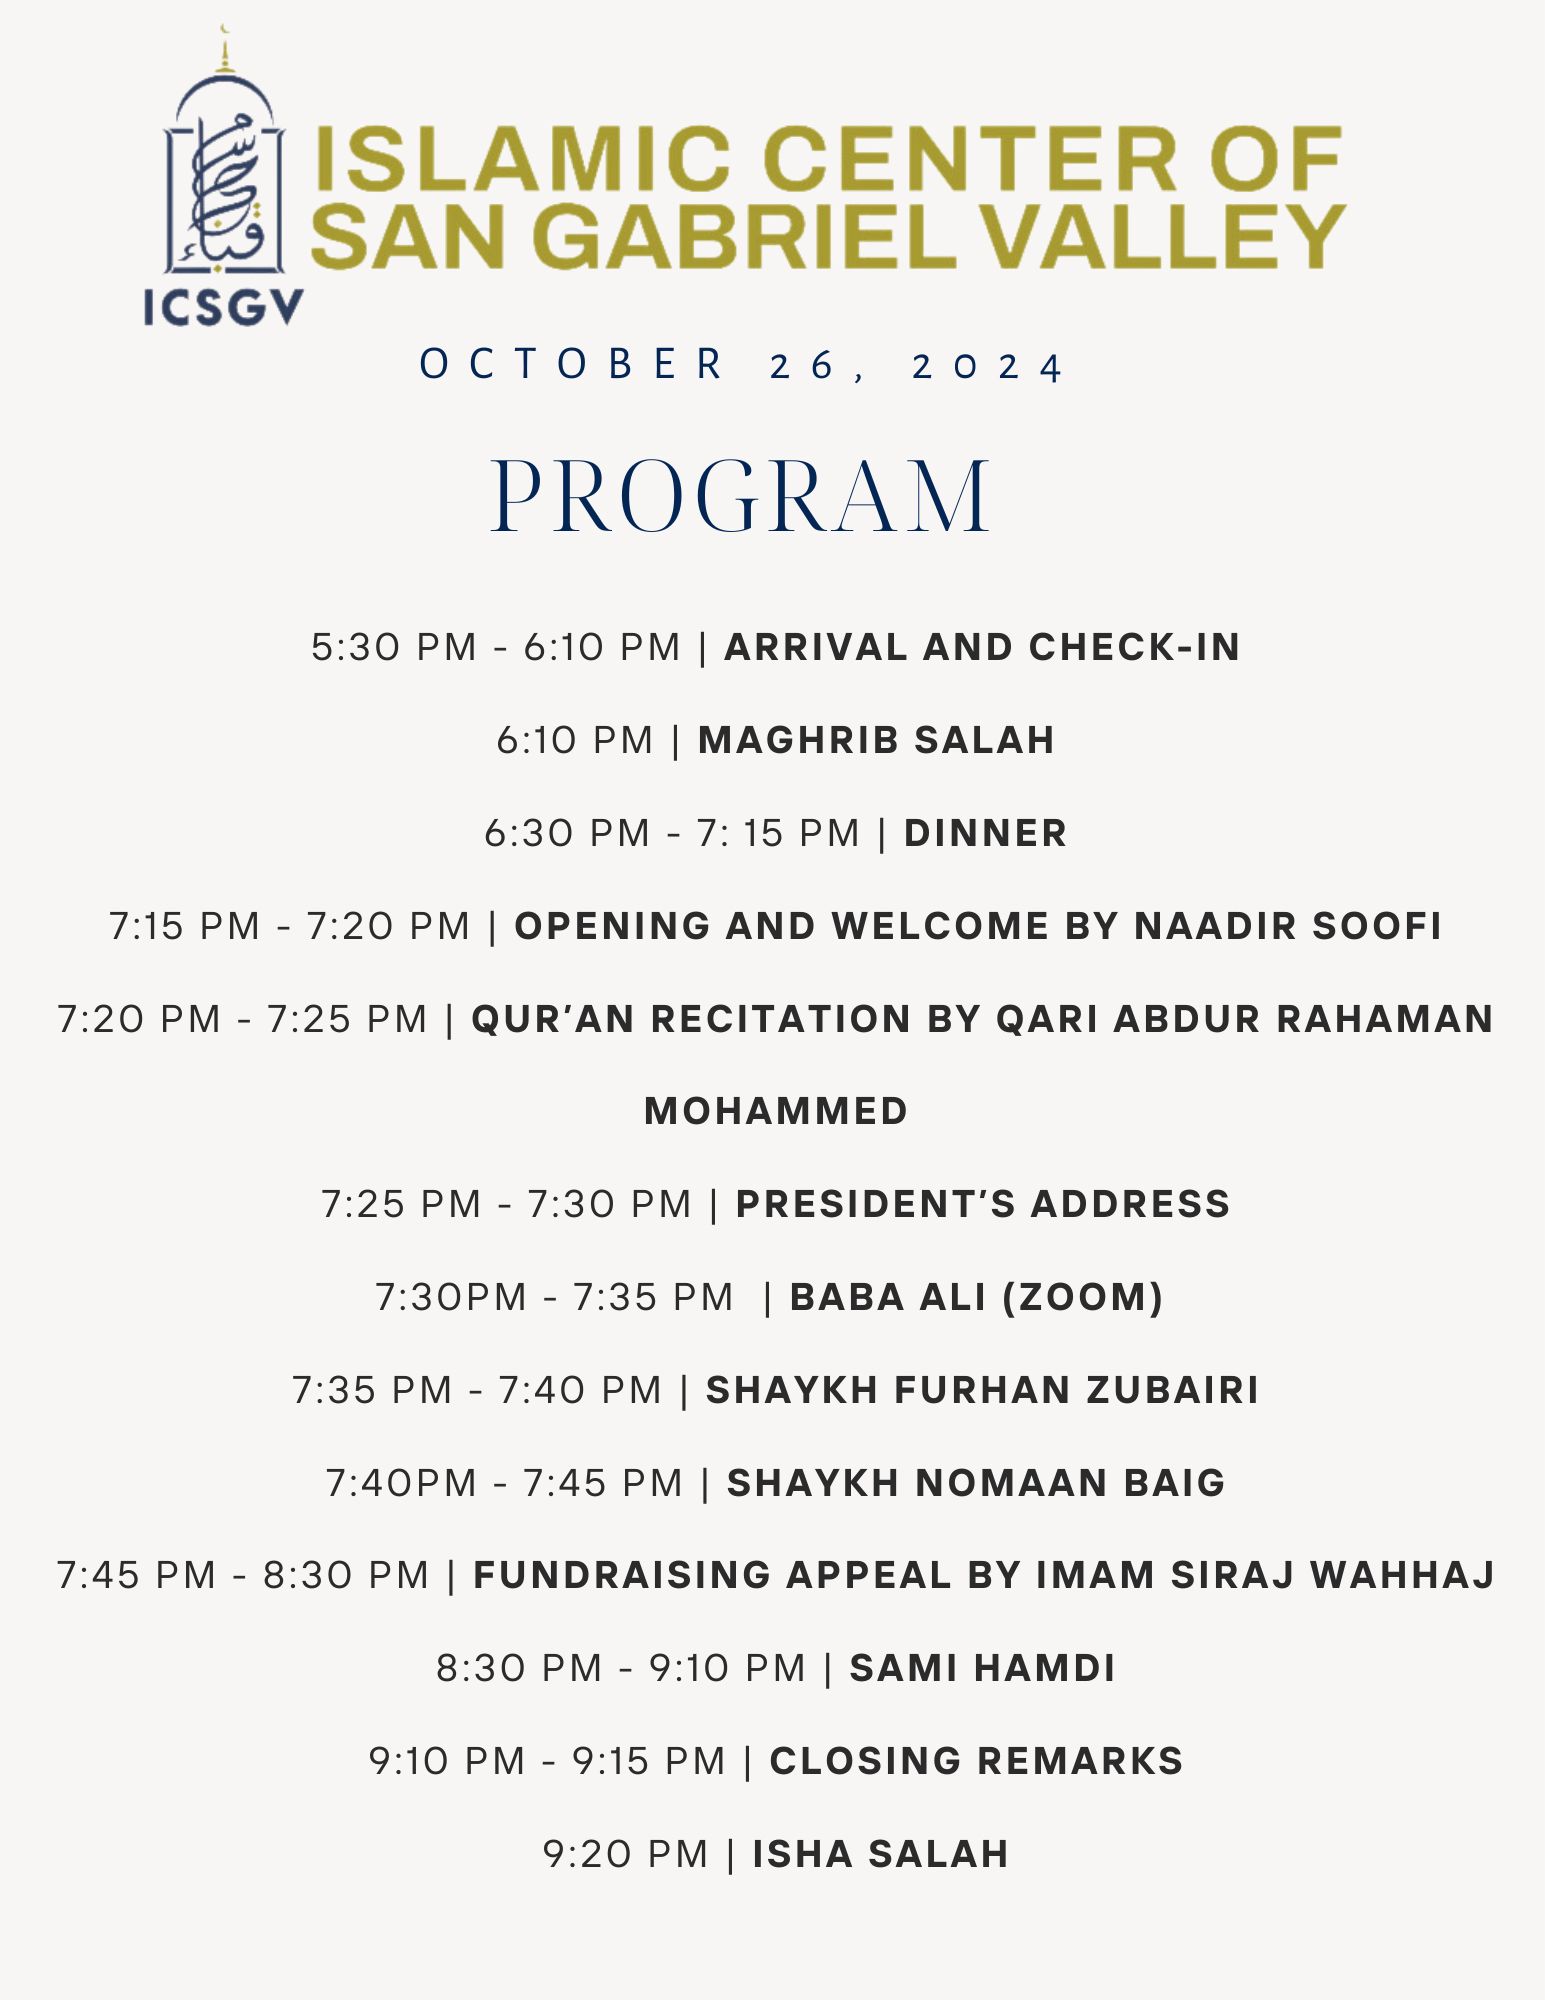 مسجد قباء
ISLAMIC CENTER OF
SAN GABRIEL VALLEY
ICSGV
OCTOBER 26, 2024
PROGRAM
5:30 PM - 6:10 PM | ARRIVAL AND CHECK-IN
6:10 PM | MAGHRIB SALAH
6:30 PM - 7: 15 PM | DINNER
7:15 PM - 7:20 PM | OPENING AND WELCOME BY NAADIR SOOFI
7:20 PM - 7:25 PM | QUR’AN RECITATION BY QARI ABDUR RAHAMAN
MOHAMMED
7:25 PM - 7:30 PM | PRESIDENT’S ADDRESS
7:30PM - 7:35 PM  | BABA ALI (ZOOM)
7:35 PM - 7:40 PM | SHAYKH FURHAN ZUBAIRI
7:40PM - 7:45 PM | SHAYKH NOMAAN BAIG
7:45 PM - 8:30 PM | FUNDRAISING APPEAL BY IMAM SIRAJ WAHHAJ
8:30 PM - 9:10 PM | SAMI HAMDI
9:10 PM - 9:15 PM | CLOSING REMARKS
9:20 PM | ISHA SALAH